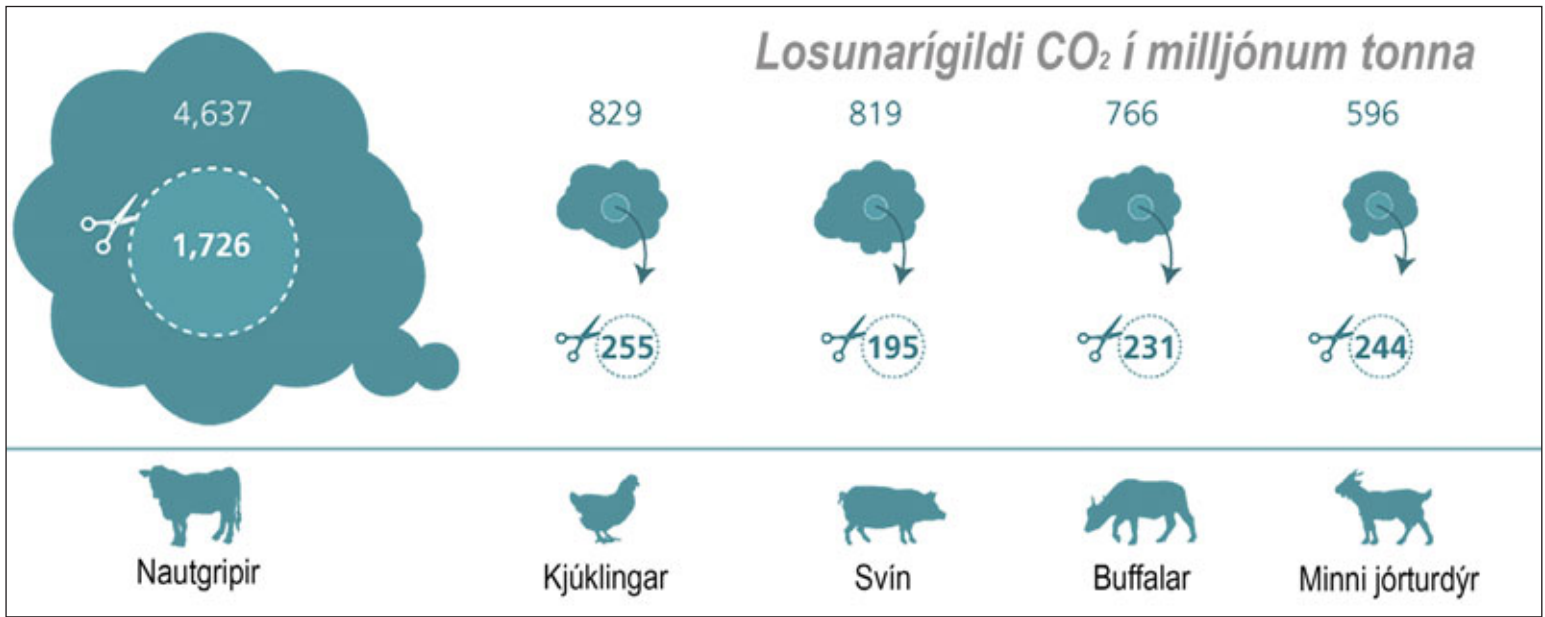 Losunarígildi CO₂ í milljónum tonna
4,637 829 819 766 596
1,726
255 195 231 244
Nautgripir Kjúklingar Svín Buffalar Minni jórturdýr